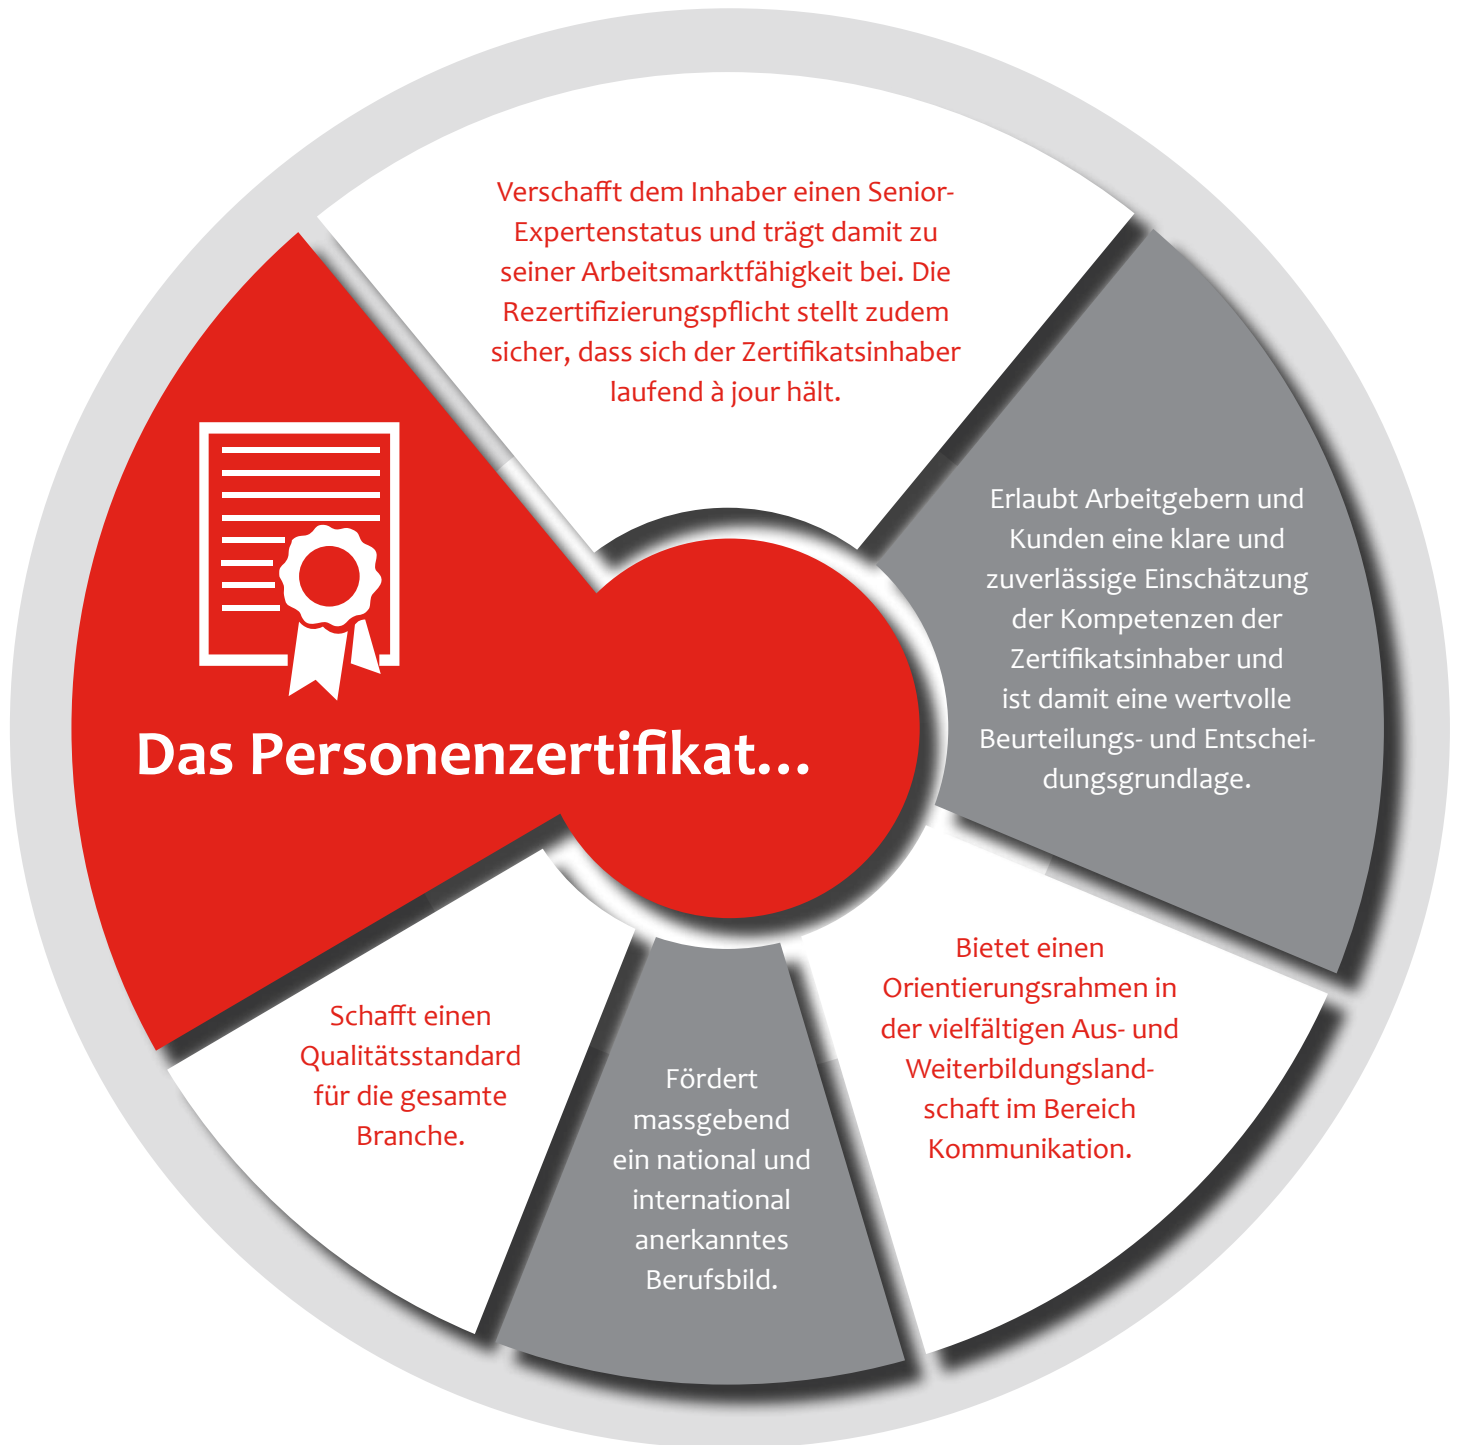 Das Personenzertifikat...
Verschafft dem Inhaber einen Senior-
Expertenstatus und trägt damit zu
seiner Arbeitsmarktfähigkeit bei. Die
Rezertifizierungspflicht stellt zudem
sicher, dass sich der Zertifikatsinhaber
laufend à jour hält.
Erlaubt Arbeitgebern und
Kunden eine klare und
zuverlässige Einschätzung
der Kompetenzen der
Zertifikatsinhaber und
ist damit eine wertvolle
Beurteilungs- und Entschei-
dungsgrundlage.
Bietet einen
Orientierungsrahmen in
der vielfältigen Aus- und
Weiterbildungsland-
schaft im Bereich
Kommunikation.
Fördert
massgebend
ein national und
international
anerkanntes
Berufsbild.
Schafft einen
Qualitätsstandard
für die gesamte
Branche.